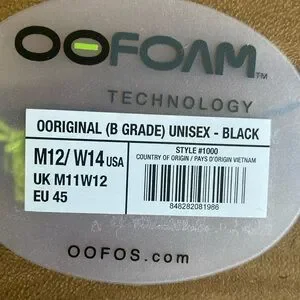 OOFOAM™
TECHNOLOGY
OORIGINAL (B GRADE) UNISEX - BLACK
M12/ W14 USA
UK M11W12
EU 45
STYLE #1000
COUNTRY OF ORIGIN / PAYS D'ORIGIN VIETNAM
848282081986
OOFOS.com